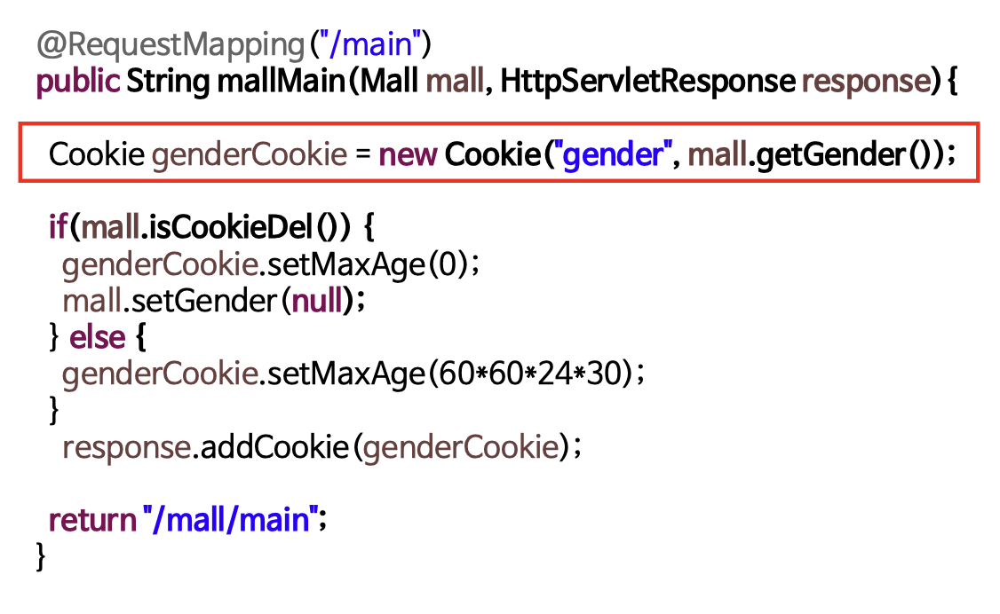 @RequestMapping("/main")
public String mallMain(Mall mall, HttpServletResponse response){
Cookie genderCookie = new Cookie("gender", mall.getGender());
if(mall.isCookieDel()) {
genderCookie.setMaxAge(0);
mall.setGender(null);
} else {
genderCookie.setMaxAge(60*60*24*30);
}
response.addCookie(genderCookie);
return "/mall/main";
}